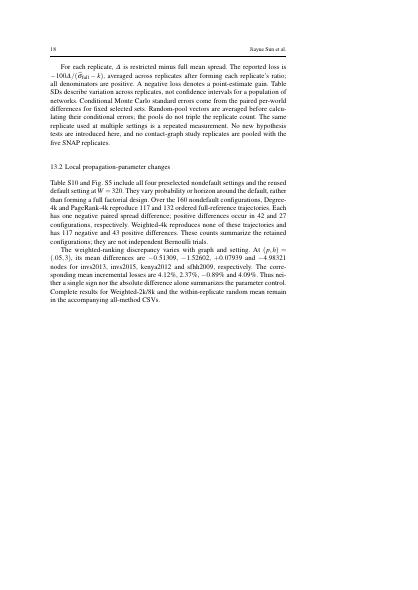 18 Jiayue Sun et al.
For each replicate, Δ is restricted minus full mean spread. The reported loss is
−100Δ/(σ̂full − k), averaged across replicates after forming each replicate's ratio;
all denominators are positive. A negative loss denotes a point-estimate gain. Table
SDs describe variation across replicates, not confidence intervals for a population of
networks. Conditional Monte Carlo standard errors come from the paired per-world
differences for fixed selected sets. Random-pool vectors are averaged before calcu-
lating their conditional errors; the pools do not triple the replicate count. The same
replicate used at multiple settings is a repeated measurement. No new hypothesis
tests are introduced here, and no contact-graph study replicates are pooled with the
five SNAP replicates.
13.2 Local propagation-parameter changes
Table S10 and Fig. S5 include all four preselected nondefault settings and the reused
default setting at W = 320. They vary probability or horizon around the default, rather
than forming a full factorial design. Over the 160 nondefault configurations, Degree-
4k and PageRank-4k reproduce 117 and 132 ordered full-reference trajectories. Each
has one negative paired spread difference; positive differences occur in 42 and 27
configurations, respectively. Weighted-4k reproduces none of these trajectories and
has 117 negative and 43 positive differences. These counts summarize the retained
configurations; they are not independent Bernoulli trials.
The weighted-ranking discrepancy varies with graph and setting. At (p,h) =
(.05,3), its mean differences are −0.51309, −1.52602, +0.07939 and −4.98321
nodes for invs2013, invs2015, kenya2012 and sfhh2009, respectively. The corre-
sponding mean incremental losses are 4.12%, 2.37%, −0.89% and 4.09%. Thus nei-
ther a single sign nor the absolute difference alone summarizes the parameter control.
Complete results for Weighted-2k/8k and the within-replicate random mean remain
in the accompanying all-method CSVs.